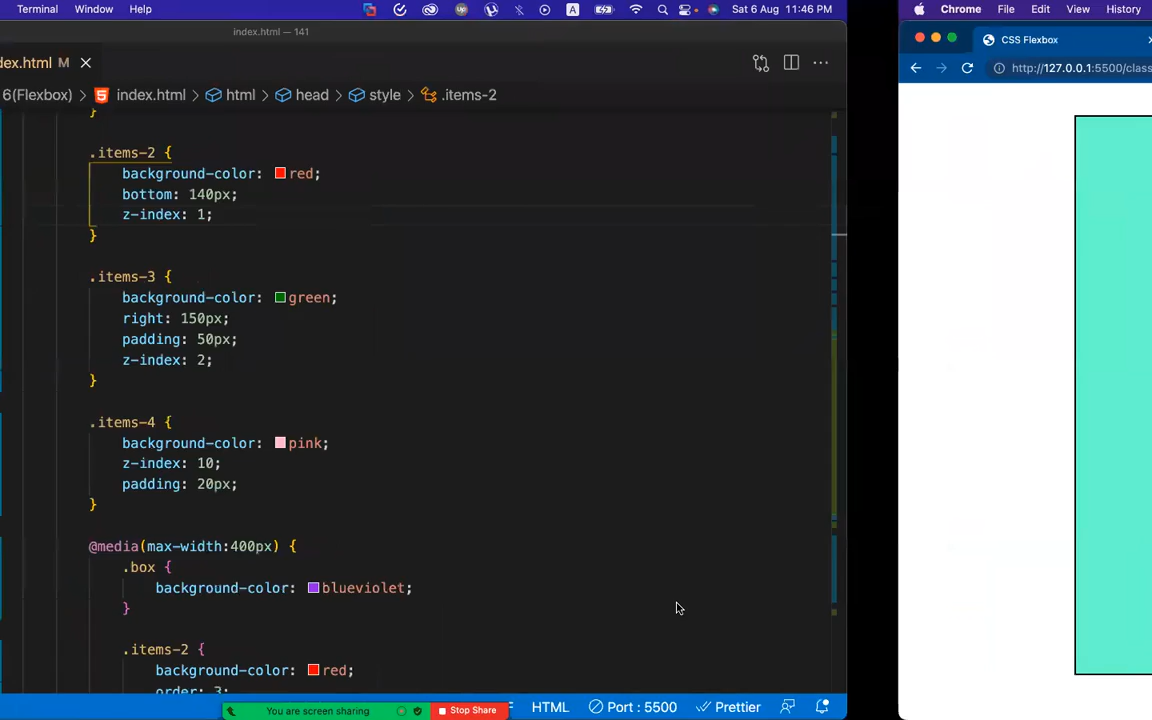 Terminal Window Help A Sat 6 Aug 11:46 PM
Chrome File Edit View History
index.html — 141
CSS Flexbox
dex.html M
http://127.0.0.1:5500/class
6(Flexbox) > index.html > html > head > style > .items-2
}
.items-2 {
background-color: red;
bottom: 140px;
z-index: 1;
}
.items-3 {
background-color: green;
right: 150px;
padding: 50px;
z-index: 2;
}
.items-4 {
background-color: pink;
z-index: 10;
padding: 20px;
}
@media(max-width:400px) {
.box {
background-color: blueviolet;
}
.items-2 {
background-color: red;
order: 3;
You are screen sharing Stop Share HTML Port : 5500 Prettier